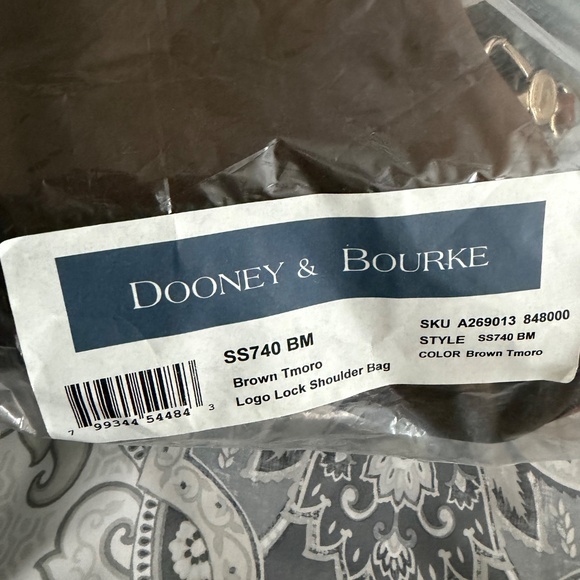 DOONEY & BOURKE
SS740 BM
Brown Tmoro
Logo Lock Shoulder Bag
SKU A269013 848000
STYLE SS740 BM
COLOR Brown Tmoro
7 99344 54484 3